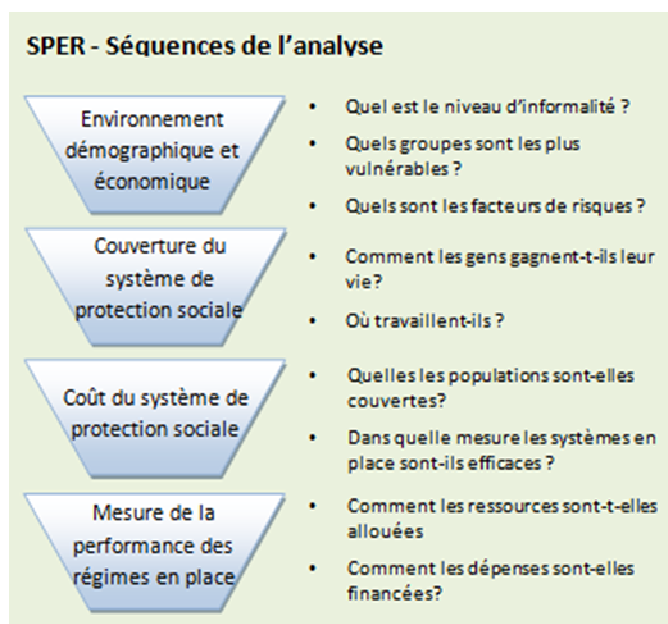 SPER - Séquences de l'analyse
Environnement
démographique et
économique
• Quel est le niveau d'informalité ?
• Quels groupes sont les plus
vulnérables ?
• Quels sont les facteurs de risques ?
Couverture du
système de
protection sociale
• Comment les gens gagnent-t-ils leur
vie?
• Où travaillent-ils ?
Coût du système de
protection sociale
• Quelles les populations sont-elles
couvertes?
• Dans quelle mesure les systèmes en
place sont-ils efficaces ?
Mesure de la
performance des
régimes en place
• Comment les ressources sont-t-elles
allouées
• Comment les dépenses sont-elles
financées?